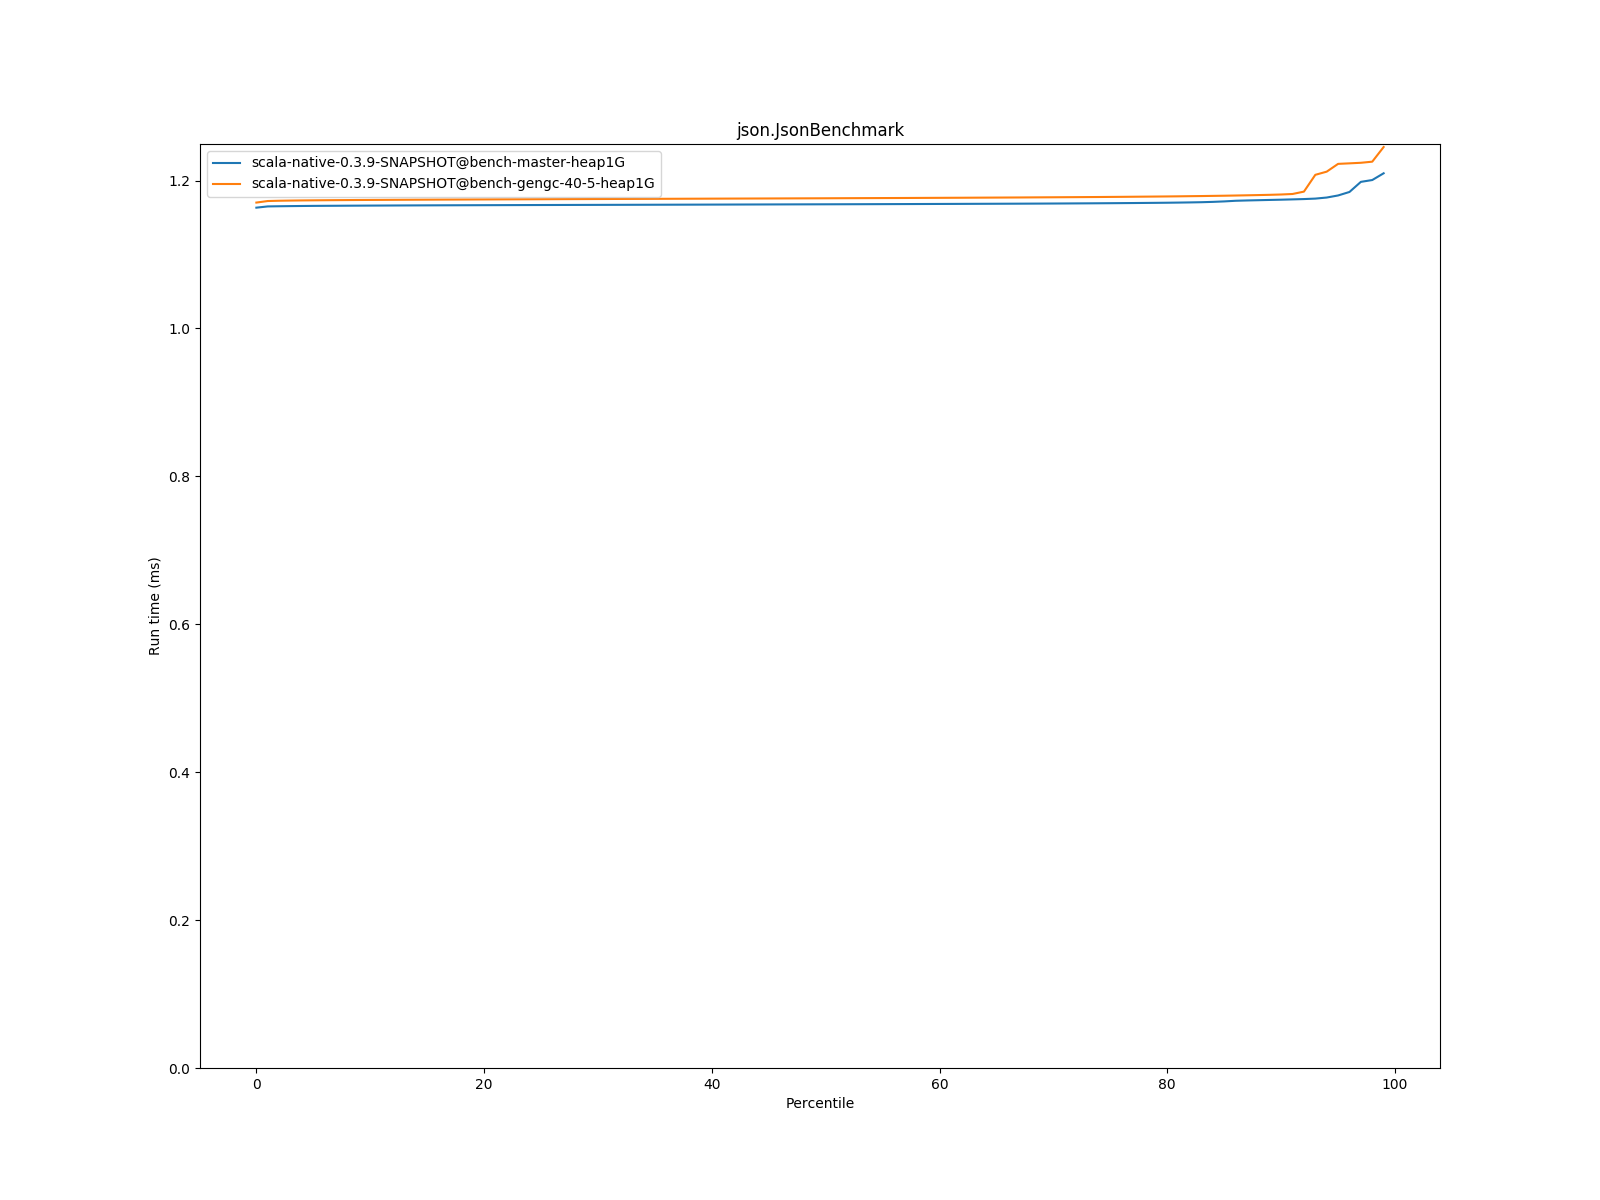 json.JsonBenchmark
scala-native-0.3.9-SNAPSHOT@bench-master-heap1G
scala-native-0.3.9-SNAPSHOT@bench-gengc-40-5-heap1G
1.2
1.0
0.8
0.6
0.4
0.2
0.0
Run time (ms)
0 20 40 60 80 100
Percentile